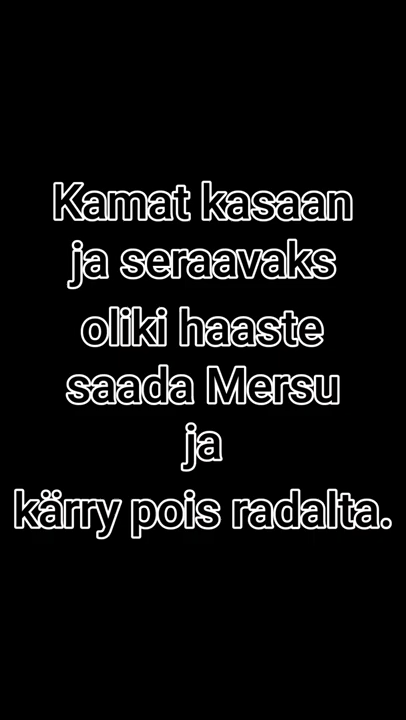 Kamat kasaan
ja seraavaks
oliki haaste
saada Mersu
ja
kärry pois radalta.